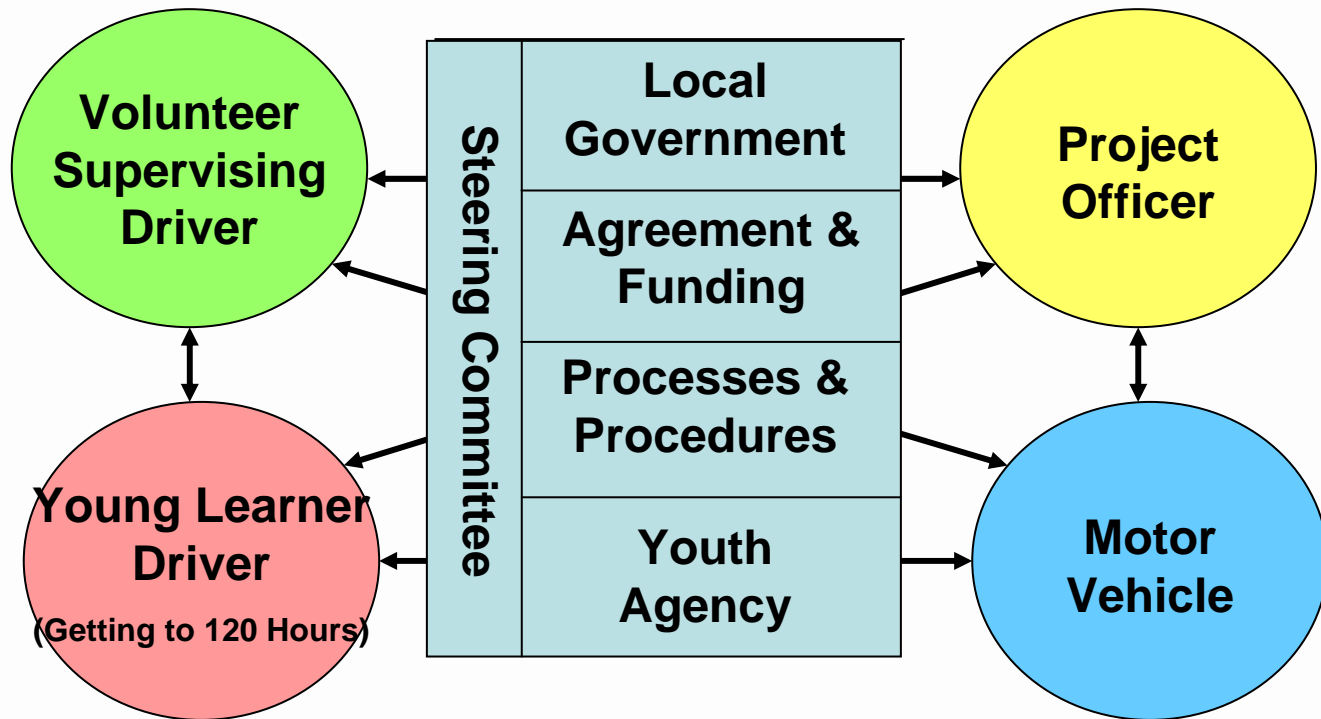 Volunteer
Supervising
Driver
Young Learner
Driver
(Getting to 120 Hours)
Steering Committee
Local
Government
Agreement &
Funding
Processes &
Procedures
Youth
Agency
Project
Officer
Motor
Vehicle